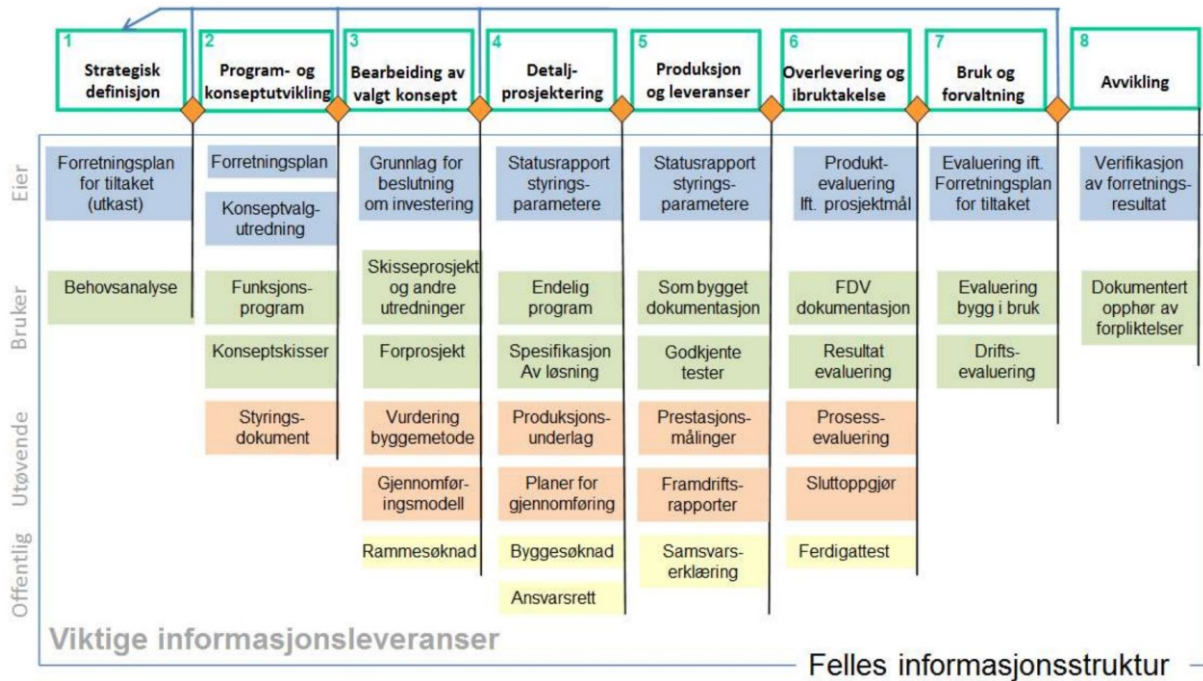 1
Strategisk
definisjon
2
Program- og
konseptutvikling
3
Bearbeiding av
valgt konsept
4
Detalj-
prosjektering
5
Produksjon
og leveranser
6
Overlevering og
ibruktakelse
7
Bruk og
forvaltning
8
Avvikling
Eier
Forretningsplan
for tiltaket
(utkast)
Forretningsplan
Konseptvalg-
utredning
Grunnlag for
beslutning
om investering
Statusrapport
styrings-
parametere
Statusrapport
styrings-
parametere
Produkt-
evaluering
Ift. prosjektmål
Evaluering ift.
Forretningsplan
for tiltaket
Verifikasjon
av forretnings-
resultat
Bruker
Behovsanalyse
Funksjons-
program
Konseptskisser
Skisseprosjekt
og andre
utredninger
Forprosjekt
Endelig
program
Spesifikasjon
Av løsning
Som bygget
dokumentasjon
Godkjente
tester
FDV
dokumentasjon
Resultat
evaluering
Evaluering
bygg i bruk
Drifts-
evaluering
Dokumentert
opphør av
forpliktelser
Utøvende
Styrings-
dokument
Vurdering
byggemetode
Gjennomfør-
ingsmodell
Produksjons-
underlag
Planer for
gjennomføring
Prestasjons-
målinger
Framdrifts-
rapporter
Prosess-
evaluering
Sluttoppgjør
Offentlig
Rammesøknad
Byggesøknad
Ansvarsrett
Samsvars-
erklæring
Ferdigattest
Viktige informasjonsleveranser
Felles informasjonsstruktur